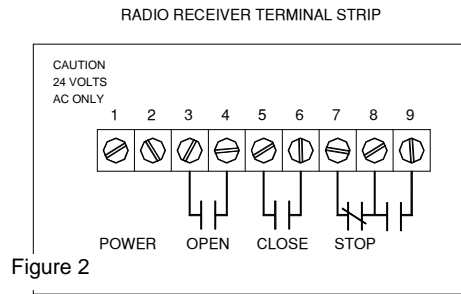 RADIO RECEIVER TERMINAL STRIP
CAUTION
24 VOLTS
AC ONLY
1 2 3 4 5 6 7 8 9
POWER OPEN CLOSE STOP
Figure 2